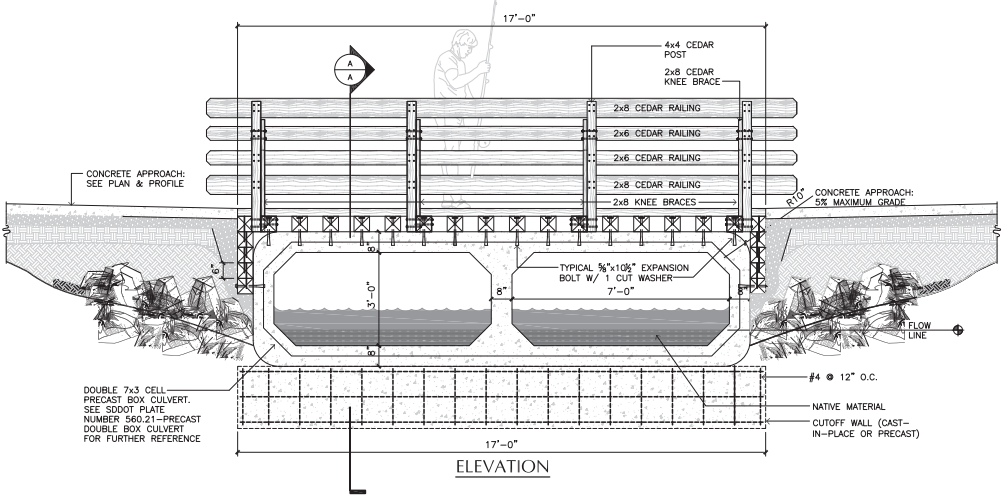 17'-0"
4x4 CEDAR
POST
2x8 CEDAR
KNEE BRACE
A
A
2x8 CEDAR RAILING
2x6 CEDAR RAILING
2x6 CEDAR RAILING
2x8 CEDAR RAILING
2x8 KNEE BRACES
CONCRETE APPROACH:
SEE PLAN & PROFILE
R10"
CONCRETE APPROACH:
5% MAXIMUM GRADE
8"
6"
TYPICAL ⅝"x10½" EXPANSION
BOLT W/ 1 CUT WASHER
3'-0"
8"
7'-0"
8"
8"
FLOW
LINE
#4 @ 12" O.C.
DOUBLE 7x3 CELL
PRECAST BOX CULVERT.
SEE SDDOT PLATE
NUMBER 560.21-PRECAST
DOUBLE BOX CULVERT
FOR FURTHER REFERENCE
NATIVE MATERIAL
CUTOFF WALL (CAST-
IN-PLACE OR PRECAST)
17'-0"
ELEVATION